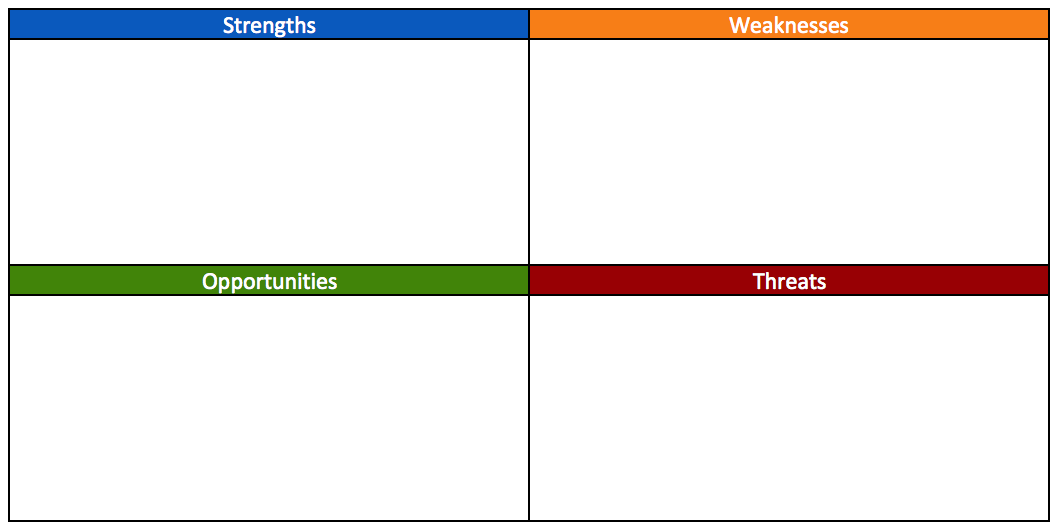 Strengths
Weaknesses
Opportunities
Threats